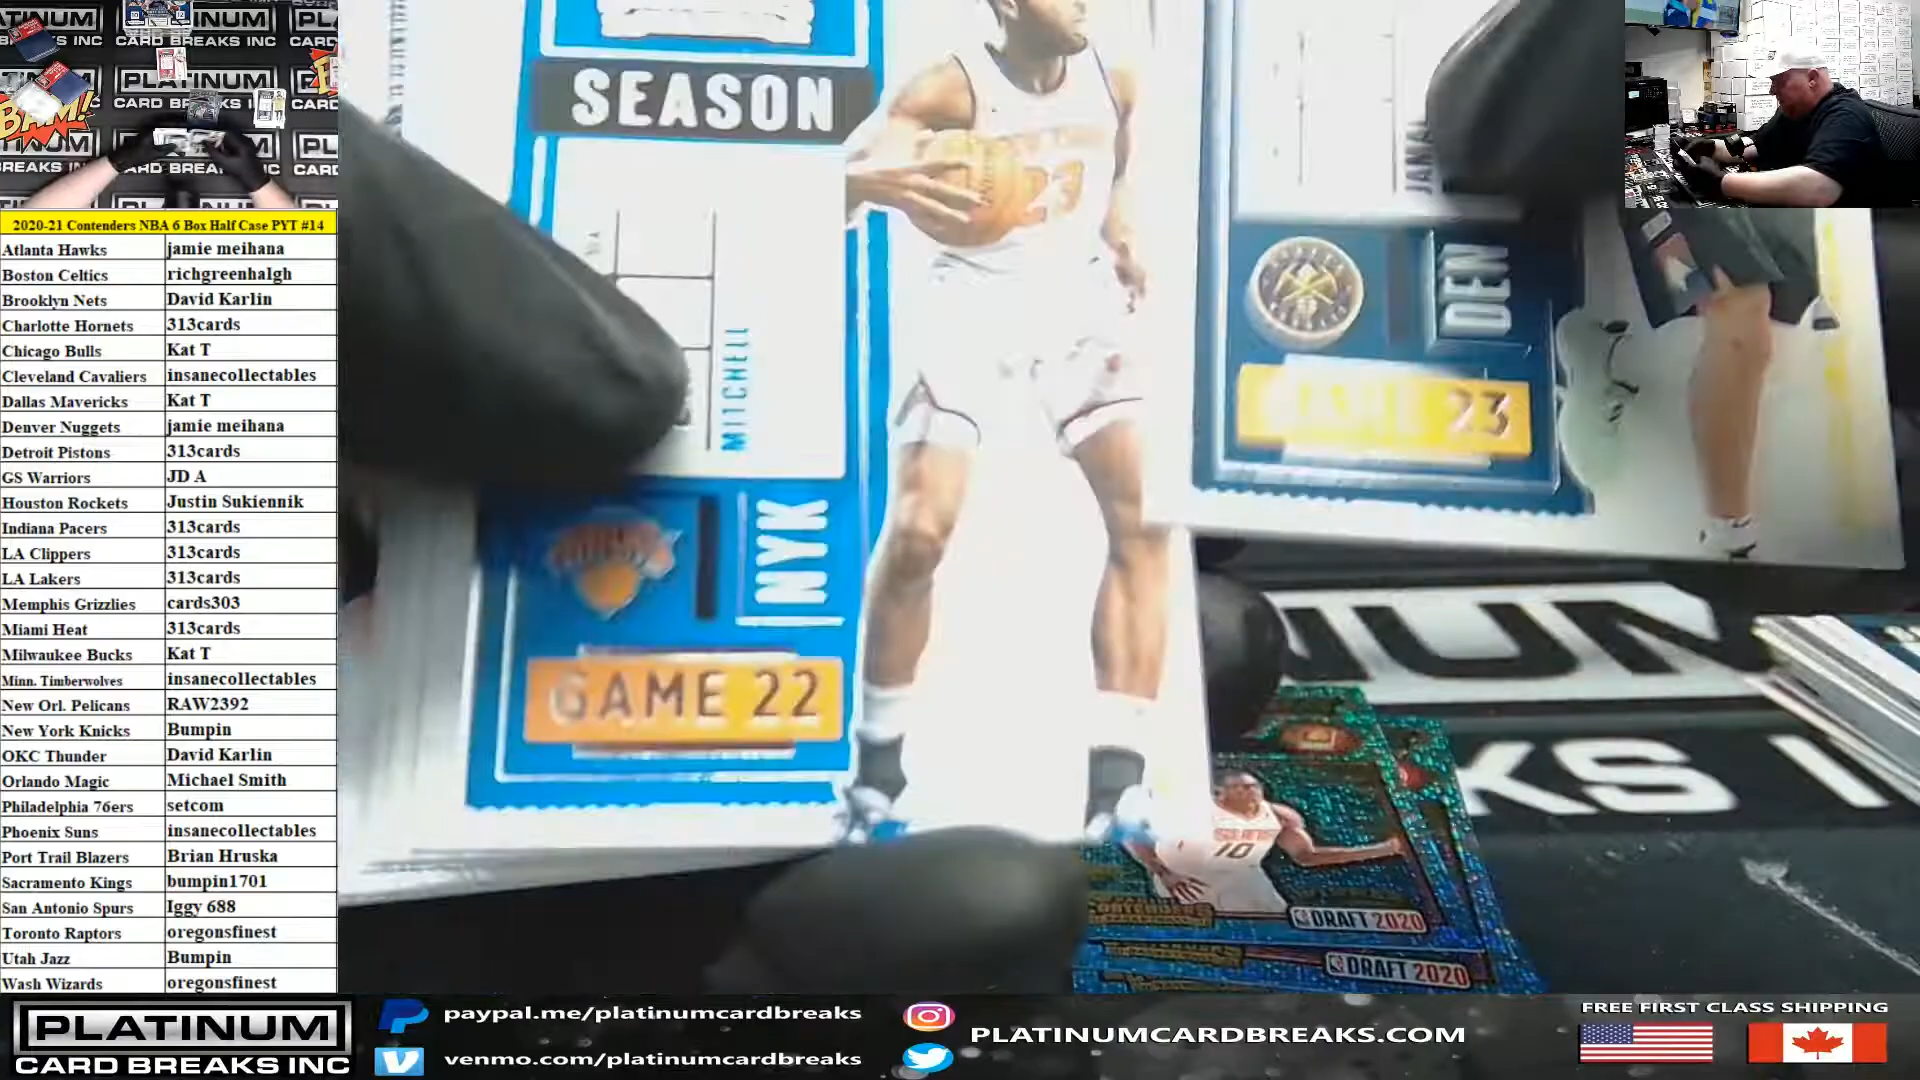 2020-21 Contenders NBA 6 Box Half Case PYT #14
Atlanta Hawks jamie meihana
Boston Celtics richgreenhalgh
Brooklyn Nets David Karlin
Charlotte Hornets 313cards
Chicago Bulls Kat T
Cleveland Cavaliers insanecollectables
Dallas Mavericks Kat T
Denver Nuggets jamie meihana
Detroit Pistons 313cards
GS Warriors JD A
Houston Rockets Justin Sukiennik
Indiana Pacers 313cards
LA Clippers 313cards
LA Lakers 313cards
Memphis Grizzlies cards303
Miami Heat 313cards
Milwaukee Bucks Kat T
Minn. Timberwolves insanecollectables
New Orl. Pelicans RAW2392
New York Knicks Bumpin
OKC Thunder David Karlin
Orlando Magic Michael Smith
Philadelphia 76ers setcom
Phoenix Suns insanecollectables
Port Trail Blazers Brian Hruska
Sacramento Kings bumpin1701
San Antonio Spurs Iggy 688
Toronto Raptors oregonsfinest
Utah Jazz Bumpin
Wash Wizards oregonsfinest
PLATINUM
CARD BREAKS INC
BAM!
SEASON
23
MITCHELL
NYK
GAME 22
DEN
GAME 23
10
DRAFT 2020
DRAFT 2020
KS I
PLATINUM
CARD BREAKS INC
paypal.me/platinumcardbreaks
venmo.com/platinumcardbreaks
PLATINUMCARDBREAKS.COM
FREE FIRST CLASS SHIPPING